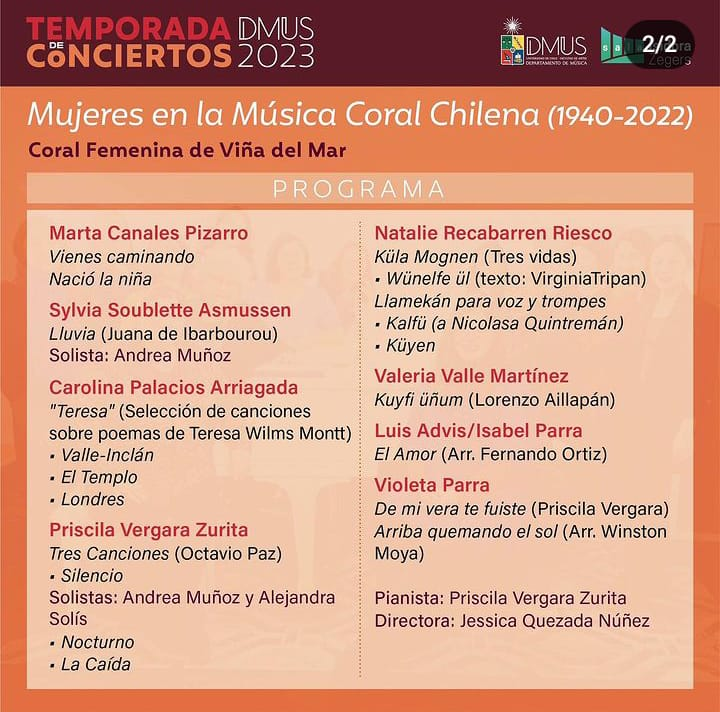 TEMPORADA
DE
CONCIERTOS
DMUS
2023
DMUS
UNIVERSIDAD DE CHILE - FACULTAD DE ARTES
DEPARTAMENTO DE MÚSICA
2/2
Zegers
Mujeres en la Música Coral Chilena (1940-2022)
Coral Femenina de Viña del Mar
PROGRAMA
Marta Canales Pizarro
Vienes caminando
Nació la niña
Sylvia Soublette Asmussen
Lluvia (Juana de Ibarbourou)
Solista: Andrea Muñoz
Carolina Palacios Arriagada
"Teresa" (Selección de canciones
sobre poemas de Teresa Wilms Montt)
• Valle-Inclán
• El Templo
• Londres
Priscila Vergara Zurita
Tres Canciones (Octavio Paz)
• Silencio
Solistas: Andrea Muñoz y Alejandra
Solís
• Nocturno
• La Caída
Natalie Recabarren Riesco
Küla Mognen (Tres vidas)
• Wünelfe ül (texto: VirginiaTripan)
Llamekán para voz y trompes
• Kalfü (a Nicolasa Quintremán)
• Küyen
Valeria Valle Martínez
Kuyfi üñum (Lorenzo Aillapán)
Luis Advis/Isabel Parra
El Amor (Arr. Fernando Ortiz)
Violeta Parra
De mi vera te fuiste (Priscila Vergara)
Arriba quemando el sol (Arr. Winston
Moya)
Pianista: Priscila Vergara Zurita
Directora: Jessica Quezada Núñez